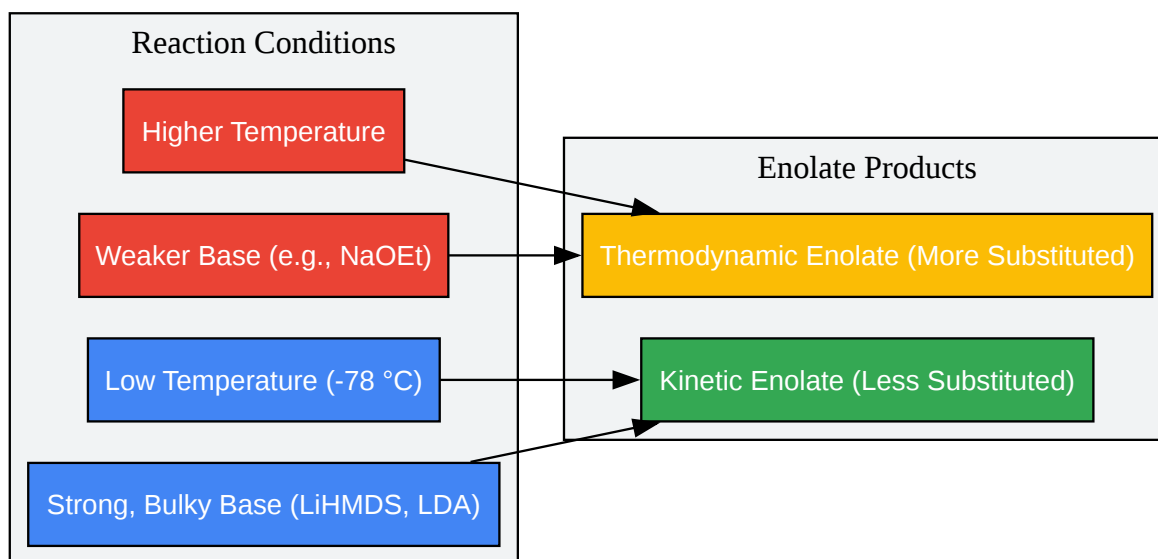 Reaction Conditions
Higher Temperature
Weaker Base (e.g., NaOEt)
Low Temperature (-78 °C)
Strong, Bulky Base (LiHMDS, LDA)
Enolate Products
Thermodynamic Enolate (More Substituted)
Kinetic Enolate (Less Substituted)